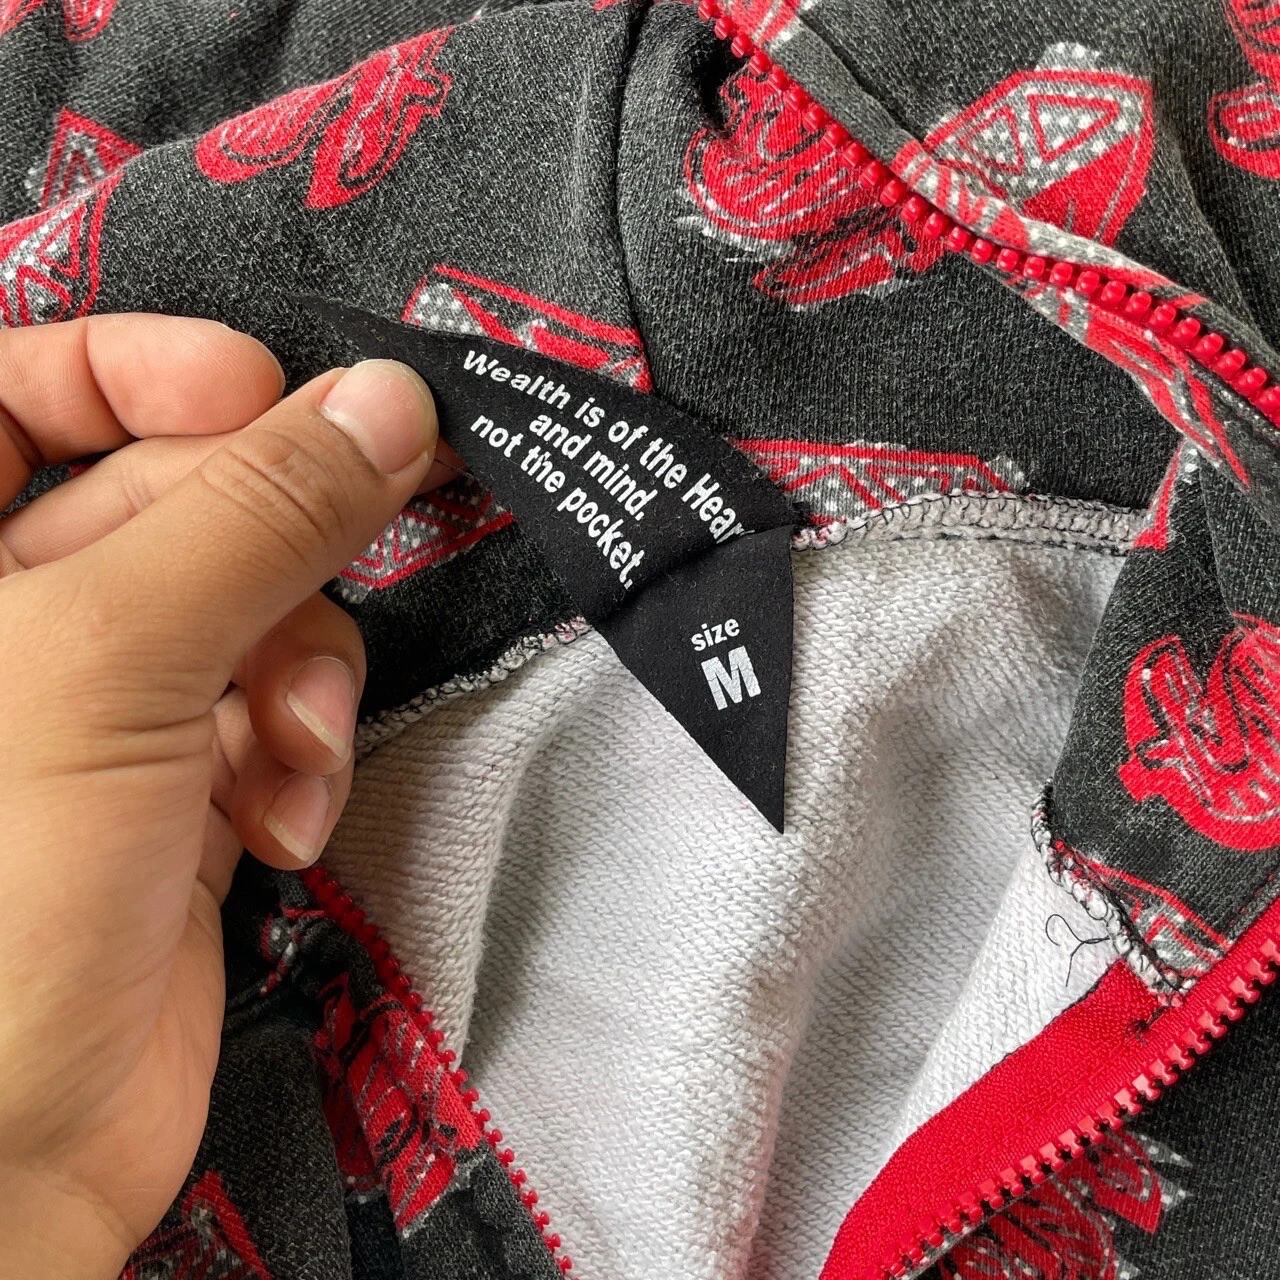 Wealth is of the Hear
and mind.
not the pocket.
size
M